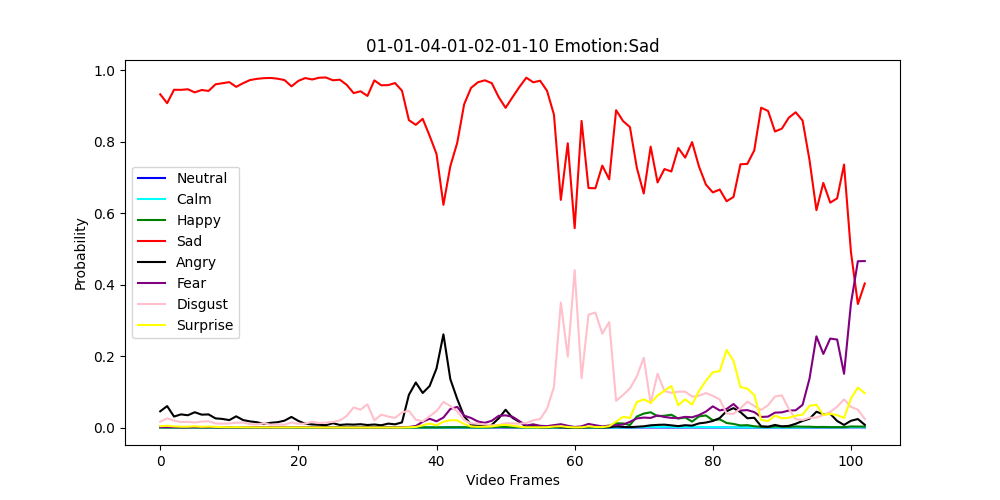 01-01-04-01-02-01-10 Emotion:Sad
1.0
0.8
0.6
0.4
0.2
0.0
Probability
Neutral
Calm
Happy
Sad
Angry
Fear
Disgust
Surprise
0 20 40 60 80 100
Video Frames